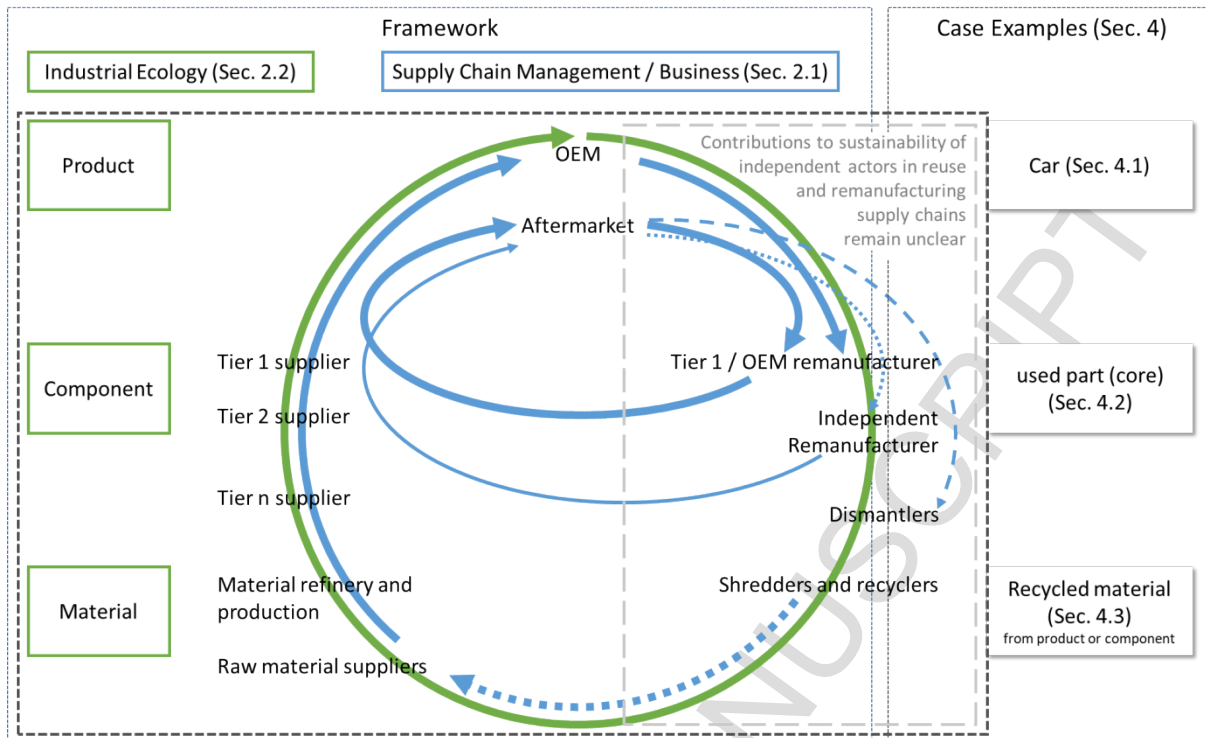 Framework
Case Examples (Sec. 4)
Industrial Ecology (Sec. 2.2)
Supply Chain Management / Business (Sec. 2.1)
Product
OEM
Contributions to sustainability of
independent actors in reuse
and remanufacturing
supply chains
remain unclear
Car (Sec. 4.1)
Aftermarket
Component
Tier 1 supplier
Tier 1 / OEM remanufacturer
used part (core)
(Sec. 4.2)
Tier 2 supplier
Independent
Remanufacturer
Tier n supplier
Dismantlers
Material
Material refinery and
production
Shredders and recyclers
Recycled material
(Sec. 4.3)
from product or component
Raw material suppliers
NUSCRIPT